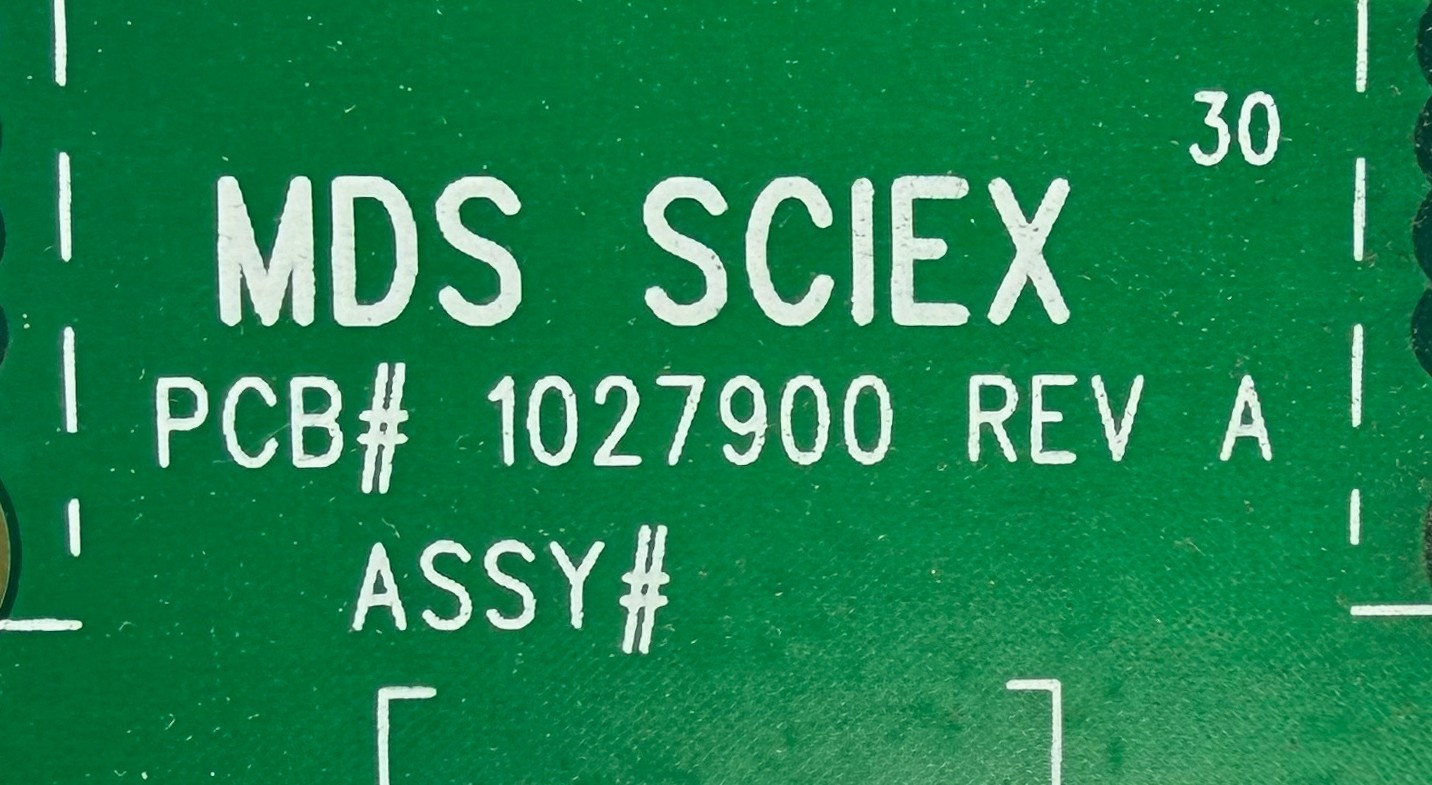 30
MDS SCIEX
PCB# 1027900 REV A
ASSY#